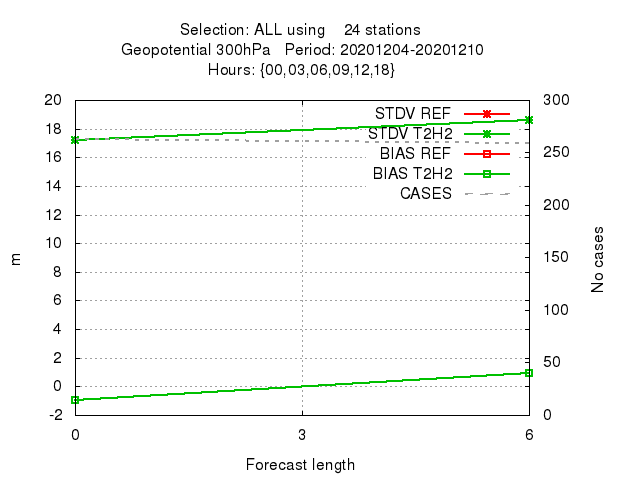 Selection: ALL using 24 stations
Geopotential 300hPa Period: 20201204-20201210
Hours: {00,03,06,09,12,18}
20
18
16
14
12
10
8
6
4
2
0
-2
m
STDV REF
STDV T2H2
BIAS REF
BIAS T2H2
CASES
300
250
200
150
100
50
0
No cases
0 3 6
Forecast length